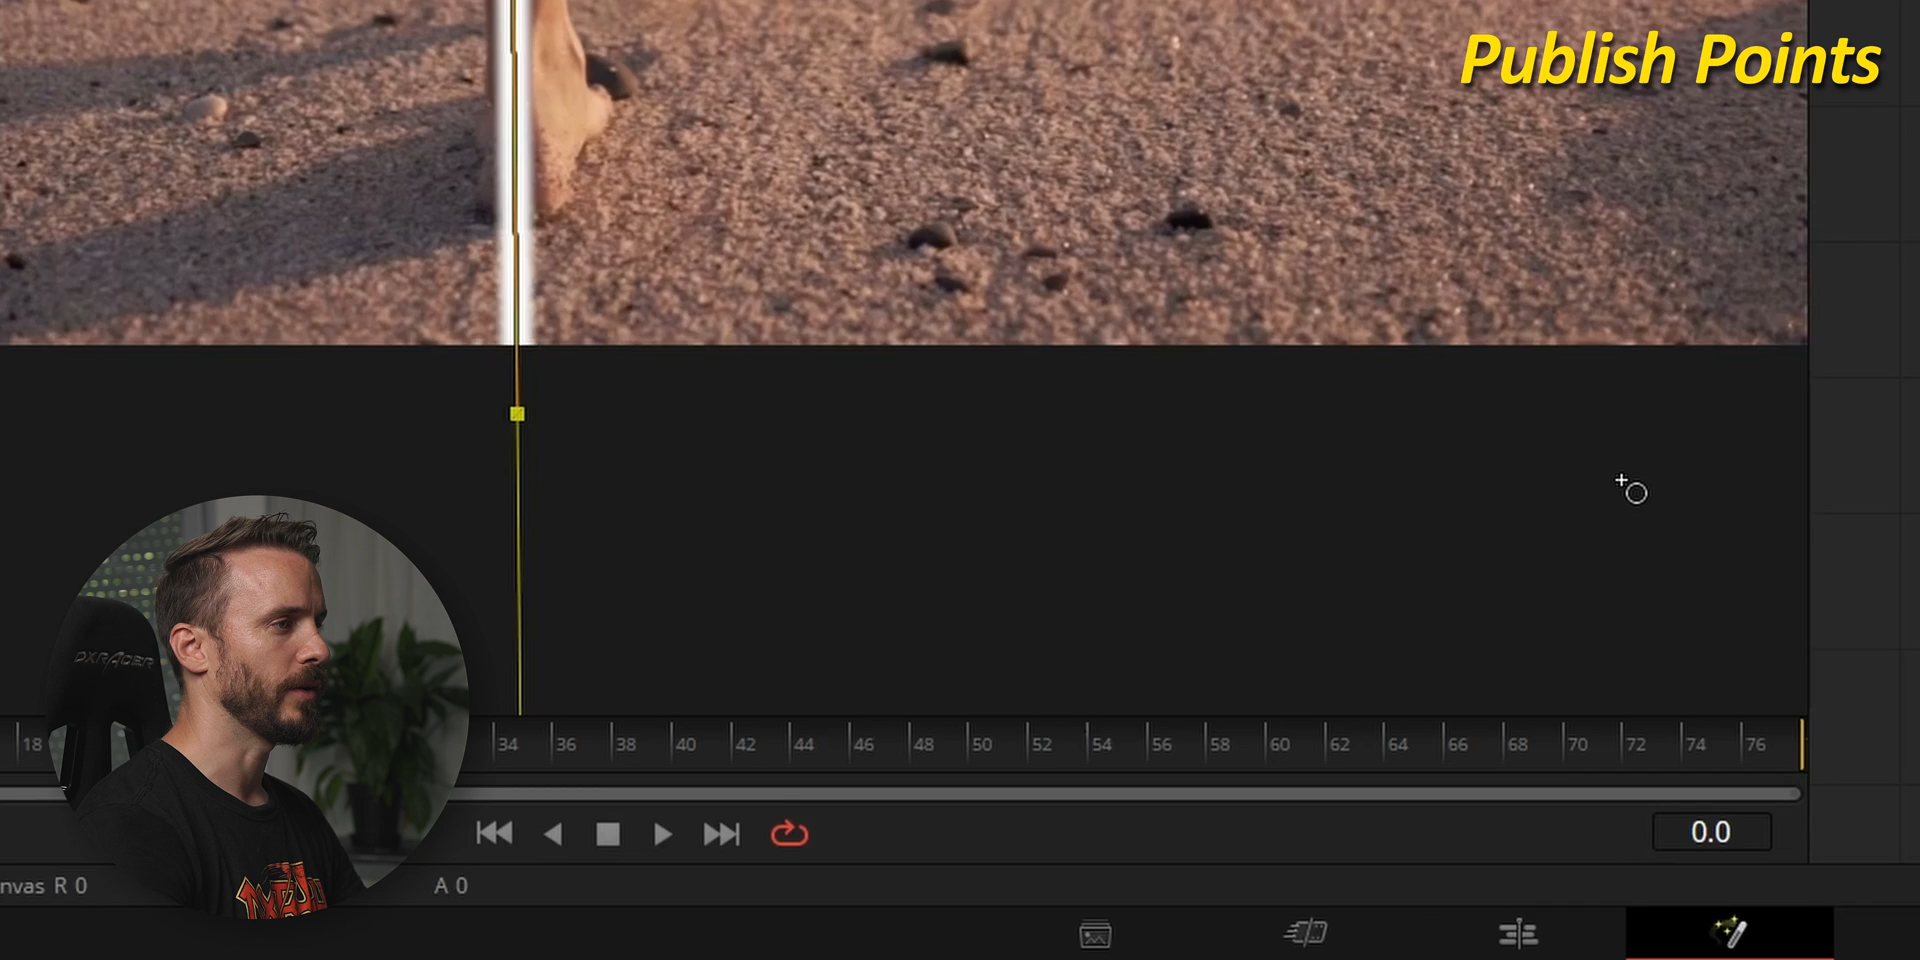 Publish Points
DXRACER
18 34 36 38 40 42 44 46 48 50 52 54 56 58 60 62 64 66 68 70 72 74 76
0.0
nvas R 0 A 0